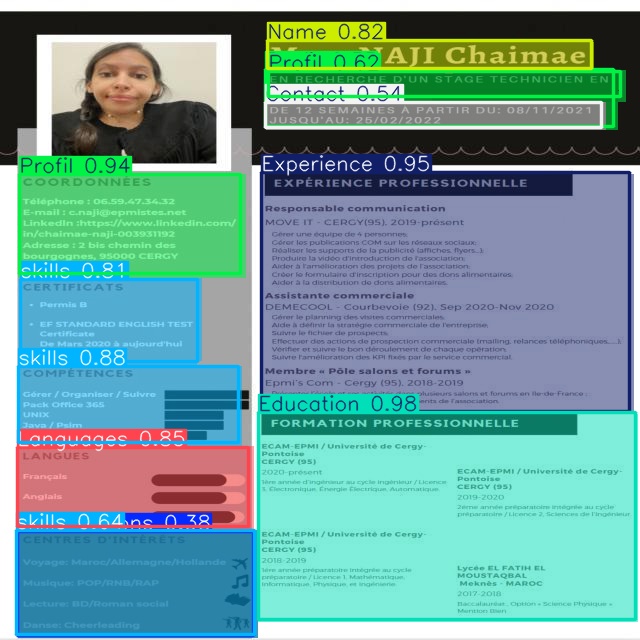 Name 0.82
NAJI Chaimae
Profil 0.62
EN RECHERCHE D'UN STAGE TECHNICIEN EN
Contact 0.54
DE 12 SEMAINES À PARTIR DU: 08/11/2021
JUSQU'AU: 25/02/2022
Profil 0.94
COORDONNÉES
Téléphone : 06.59.47.34.32
E-mail : c.naji@epmistes.net
LinkedIn :https://www.linkedin.com/
in/chaimae-naji-003931192
Adresse : 2 bis chemin des
bourgognes, 95000 CERGY
skills 0.81
CERTIFICATS
• Permis B
• EF STANDARD ENGLISH TEST
Certificate
De Mars 2020 à aujourd'hui
skills 0.88
COMPÉTENCES
Gérer / Organiser / Suivre
Pack Office 365
UNIX
Java / Psim
Languages 0.85
LANGUES
Français
Anglais
skills 0.64
0.38
CENTRES D'INTÉRÊTS
Voyage: Maroc/Allemagne/Hollande
Musique: POP/RNB/RAP
Lecture: BD/Roman social
Danse: Cheerleading
Experience 0.95
EXPÉRIENCE PROFESSIONNELLE
Responsable communication
MOVE IT - CERGY(95), 2019-présent
Gérer une équipe de 4 personnes;
Gérer les publications COM sur les réseaux sociaux;
Réaliser les supports de la publicité (affiches, flyers...);
Produire la vidéo d'introduction de l'association;
Aider à l'amélioration des projets de l'association;
Créer le formulaire d'inscription pour des dons alimentaires;
Aider à la distribution de dons alimentaires.
Assistante commerciale
DEMECOOL - Courbevoie (92), Sep 2020-Nov 2020
Gérer le planning des visites commerciales;
Aide à définir la stratégie commerciale de l'entreprise;
Suivre le fichier de prospects;
Effectuer des actions de prospection commerciale (mailing, relances téléphoniques,....);
Vérifier et suivre le bon déroulement de chaque opération;
Suivre l'amélioration des KPI fixés par le service commercial.
Membre « Pôle salons et forums »
Epmi's Com - Cergy (95), 2018-2019
plusieurs salons et forums en Ile-de-France ;
de l'association.
Education 0.98
FORMATION PROFESSIONNELLE
ECAM-EPMI / Université de Cergy-
Pontoise
CERGY (95)
2020-présent
1ère année d'ingénieur au cycle ingénieur / Licence
3, Électronique, Énergie Électrique, Automatique.
ECAM-EPMI / Université de Cergy-
Pontoise
CERGY (95)
2019-2020
2ème année préparatoire intégrée au cycle
préparatoire / Licence 2, Sciences de l'ingénieur.
ECAM-EPMI / Université de Cergy-
Pontoise
CERGY (95)
2018-2019
1ère année préparatoire intégrée au cycle
préparatoire / Licence 1, Mathématique,
Informatique, Physique, et Ingénierie.
Lycée EL FATIH EL
MOUSTAQBAL
Meknès - MAROC
2017-2018
Baccalauréat , Option « Science Physique »
Mention Bien